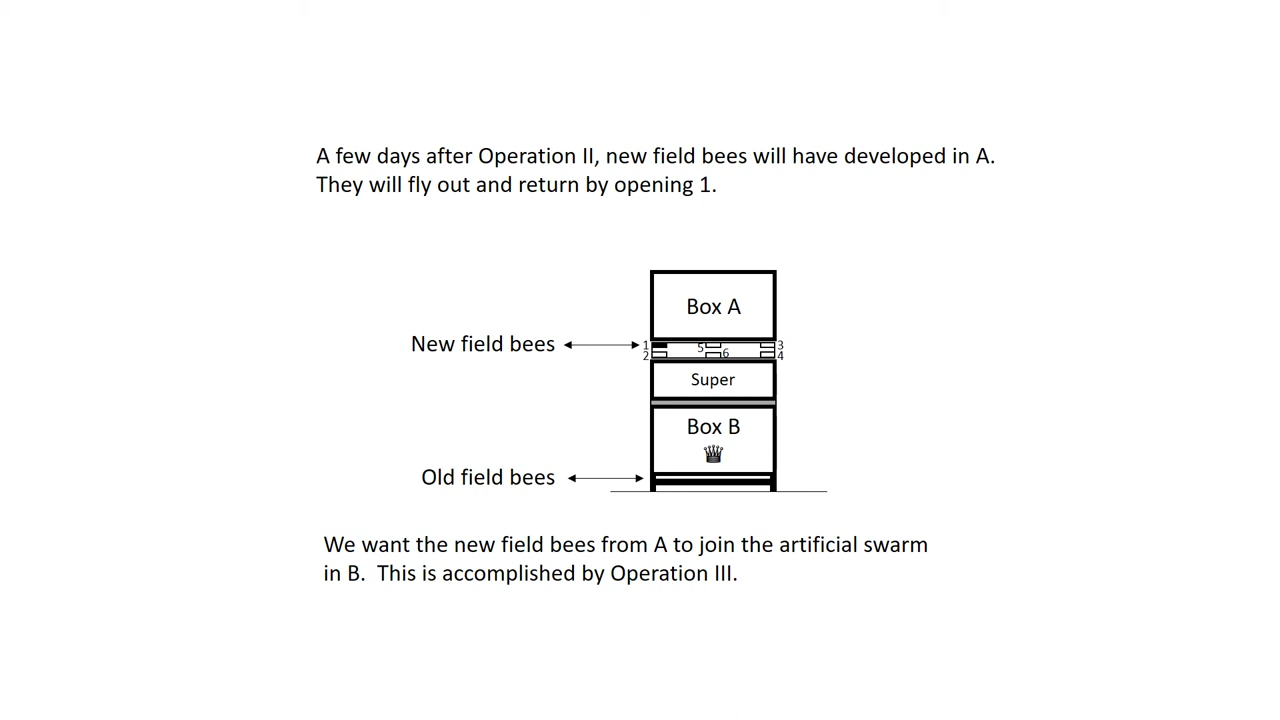 A few days after Operation II, new field bees will have developed in A.
They will fly out and return by opening 1.
Box A
New field bees
1 5 3
2 6 4
Super
Box B
Old field bees
We want the new field bees from A to join the artificial swarm
in B.  This is accomplished by Operation III.